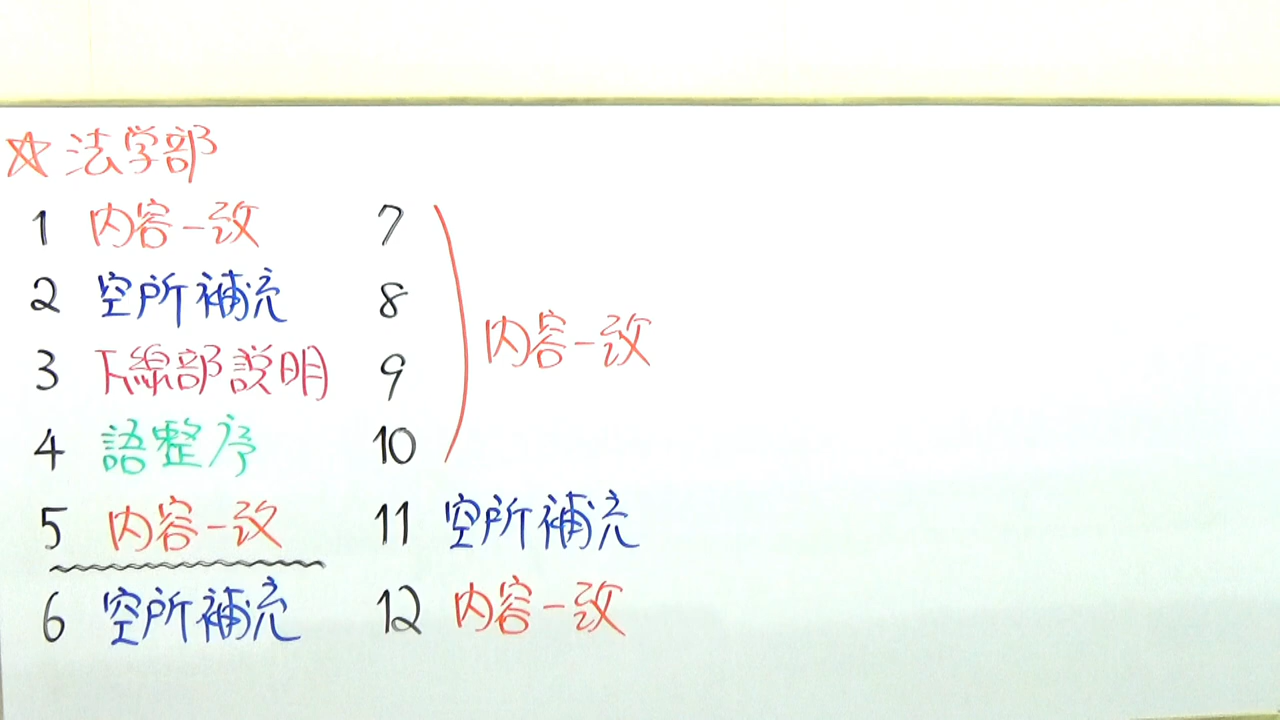 ☆法学部
1 内容一致
2 空所補充
3 下線部説明
4 語整序
5 内容一致
6 空所補充
7
8
9
10
内容一致
11 空所補充
12 内容一致